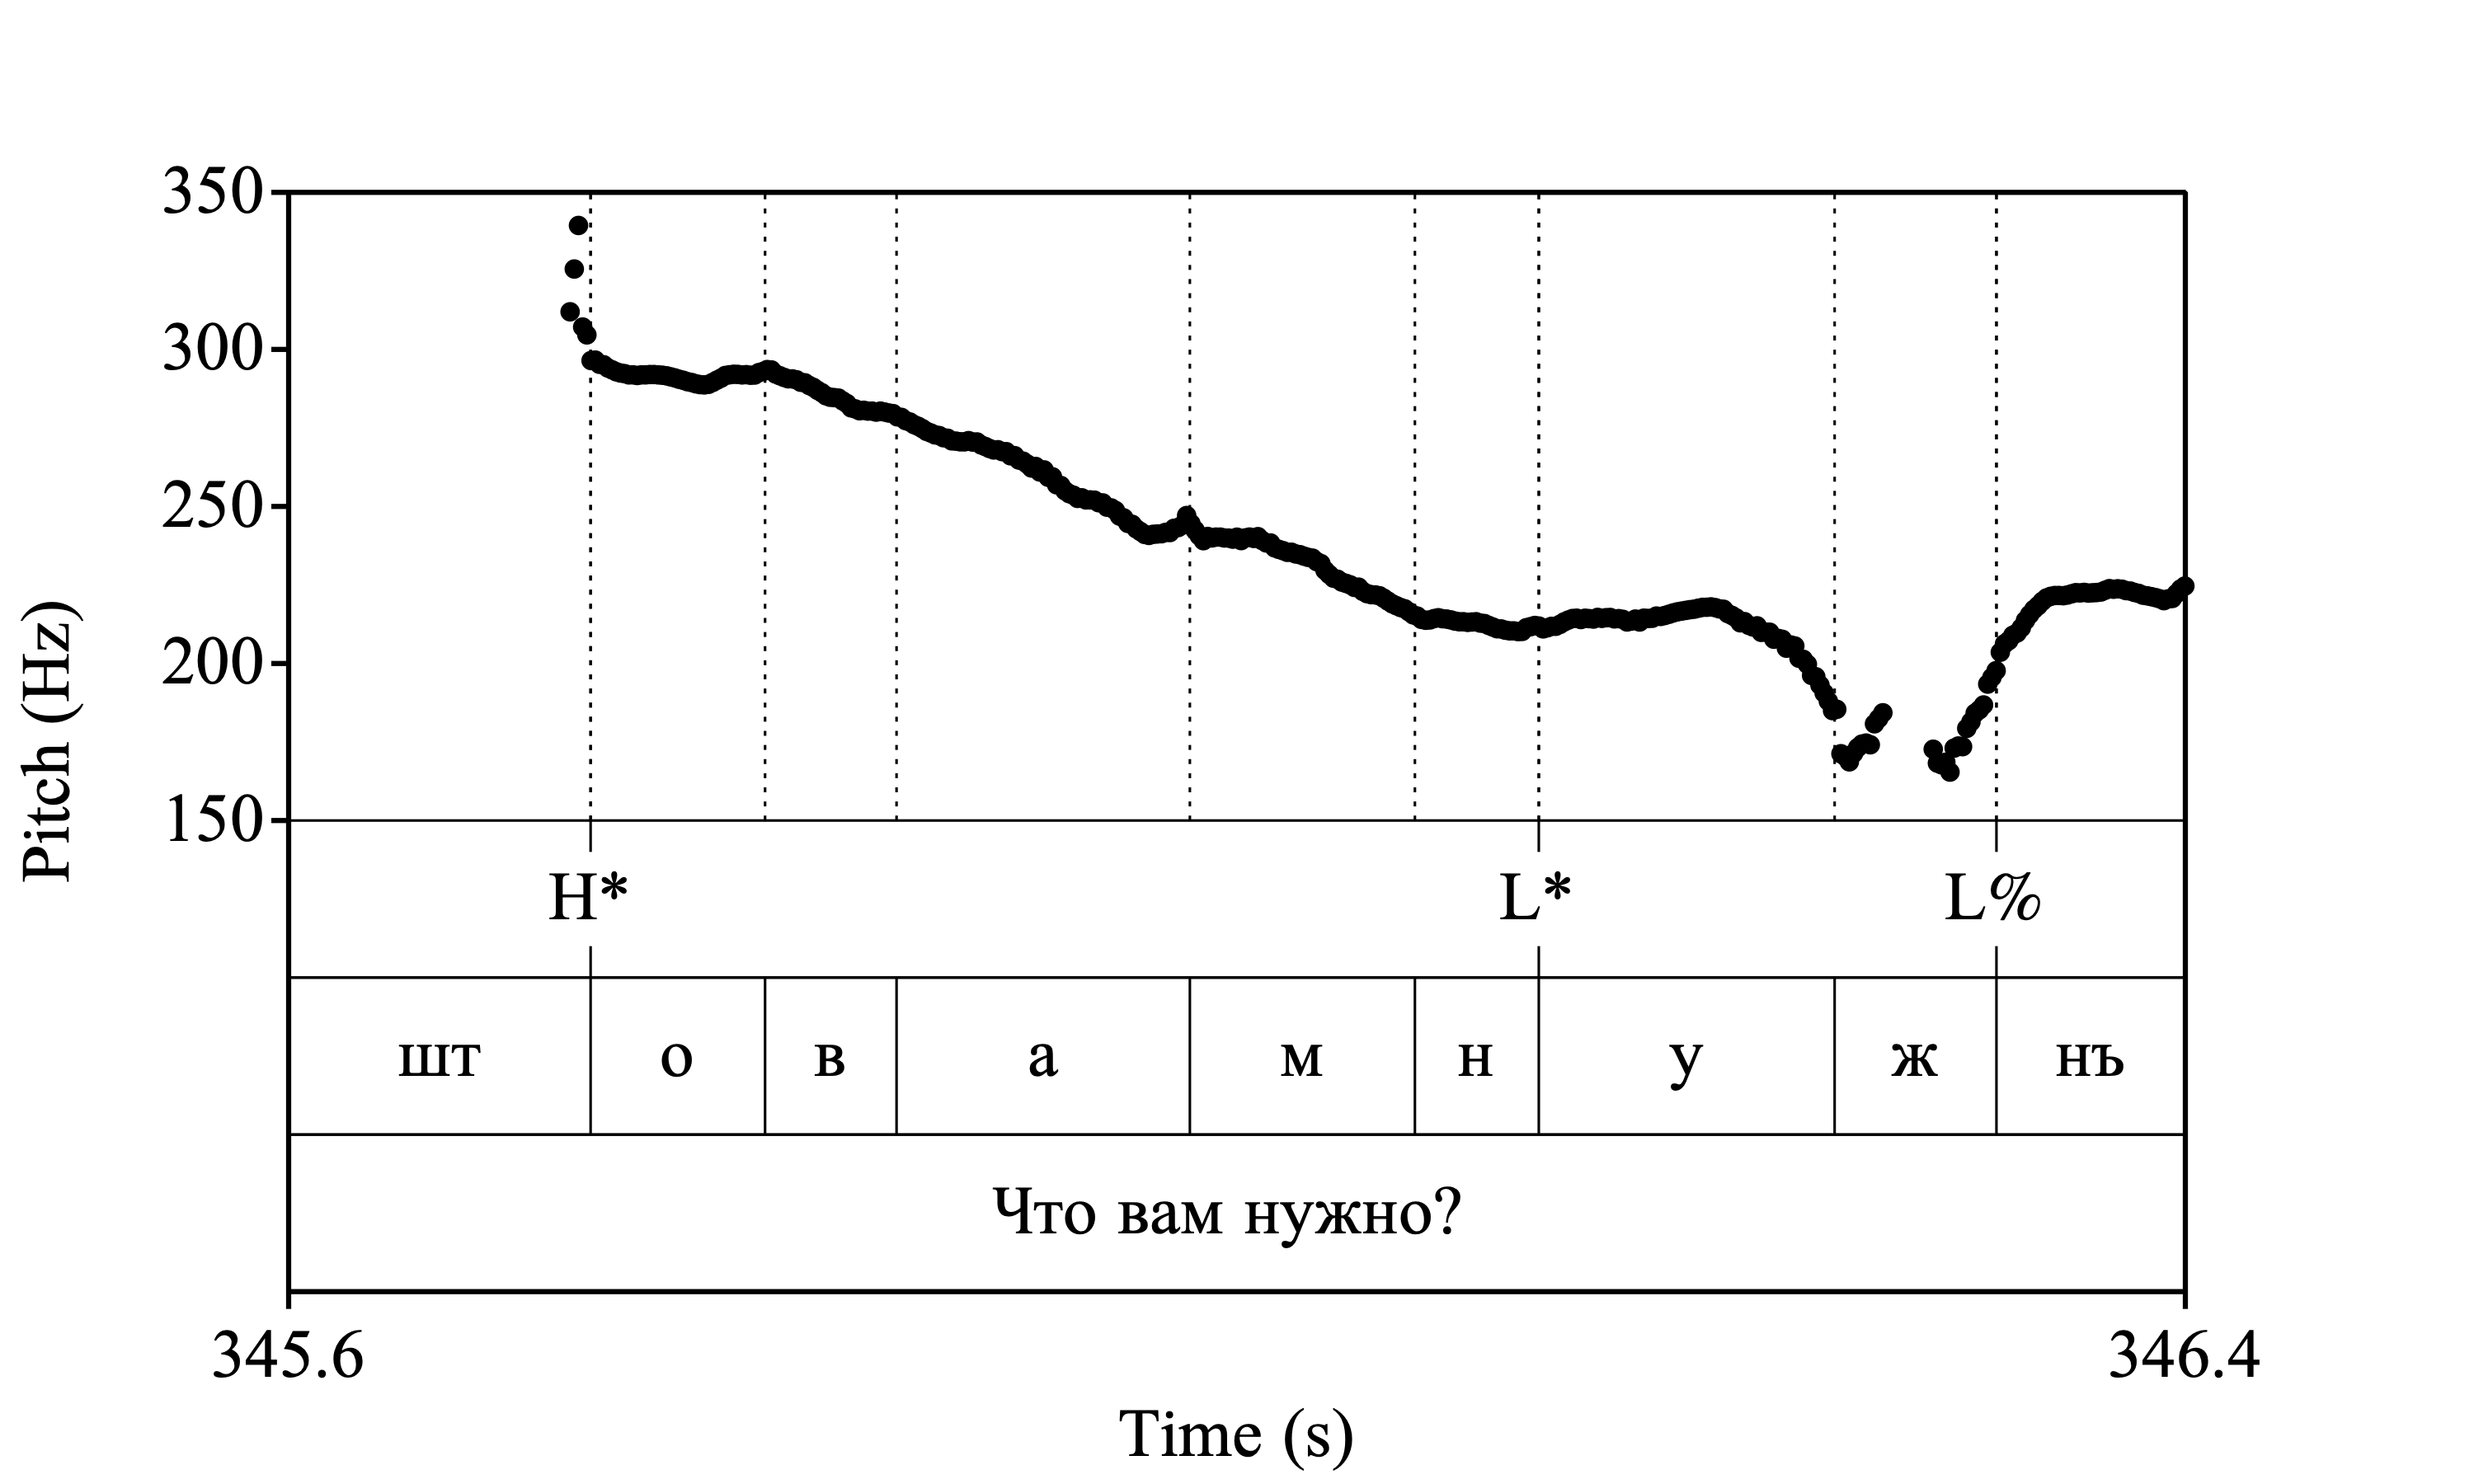 350
300
250
200
150
Pitch (Hz)
H* L* L%
шт о в а м н у ж нъ
Что вам нужно?
345.6 346.4
Time (s)